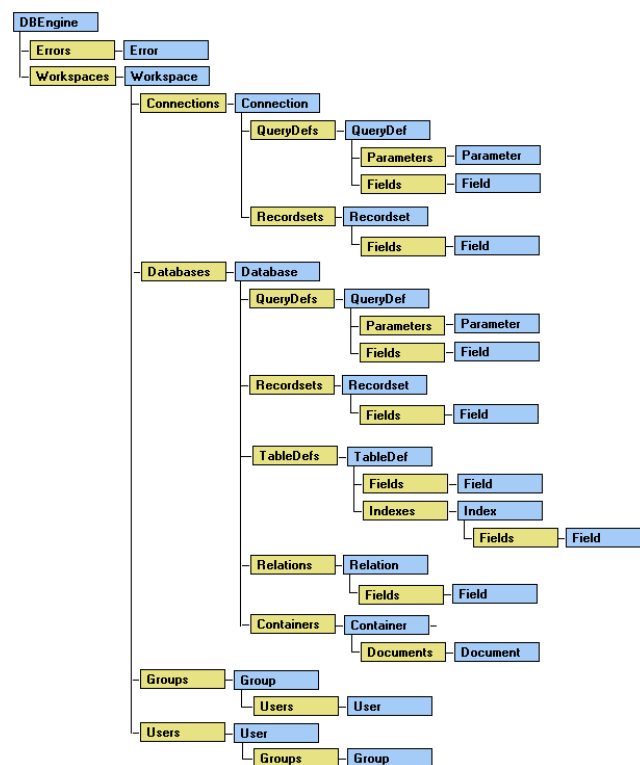 DBEngine
Errors Error
Workspaces Workspace
Connections Connection
QueryDefs QueryDef
Parameters Parameter
Fields Field
Recordsets Recordset
Fields Field
Databases Database
QueryDefs QueryDef
Parameters Parameter
Fields Field
Recordsets Recordset
Fields Field
TableDefs TableDef
Fields Field
Indexes Index
Fields Field
Relations Relation
Fields Field
Containers Container
Documents Document
Groups Group
Users User
Users User
Groups Group